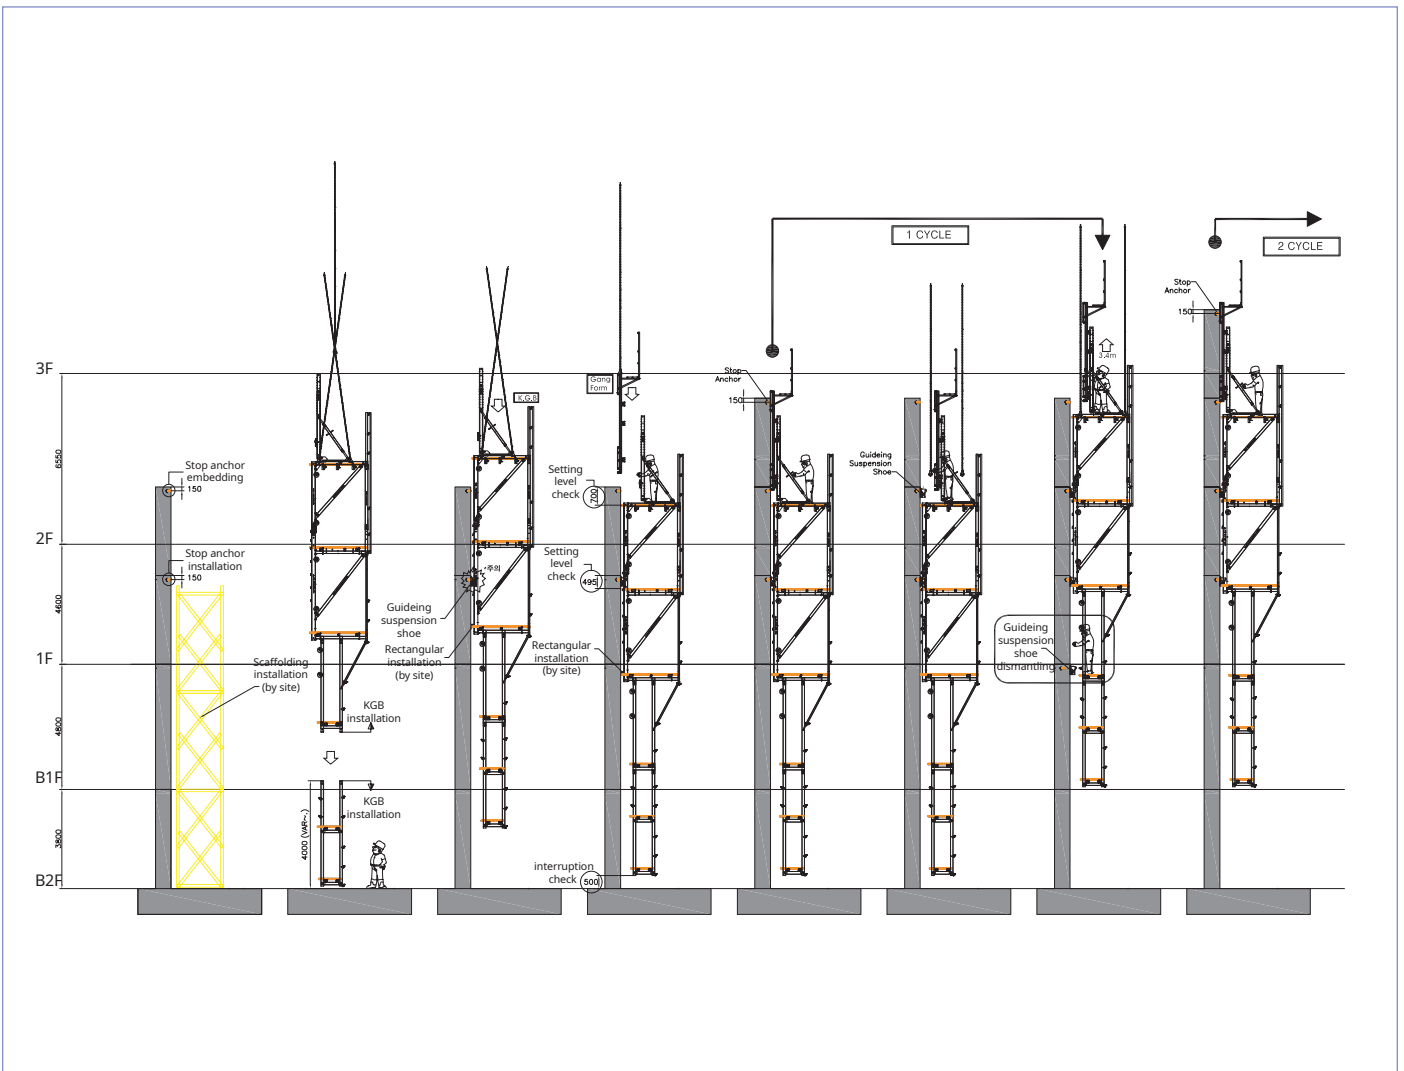 1 CYCLE
2 CYCLE
Stop
Anchor
150
3.4m
3F
Gang
Form
Stop
Anchor
150
K.G.B
6550
Stop anchor
embedding
150
Setting
level
check
700
Guideing
Suspension
Shoe
2F
Stop anchor
installation
150
*주의
Setting
level
check
495
4600
Guideing
suspension
shoe
Rectangular
installation
(by site)
Rectangular
installation
(by site)
Guideing
suspension
shoe
dismantling
1F
Scaffolding
installation
(by site)
KGB
installation
4800
B1F
KGB
installation
4000 (VAR~.)
3800
interruption
check
500
B2F